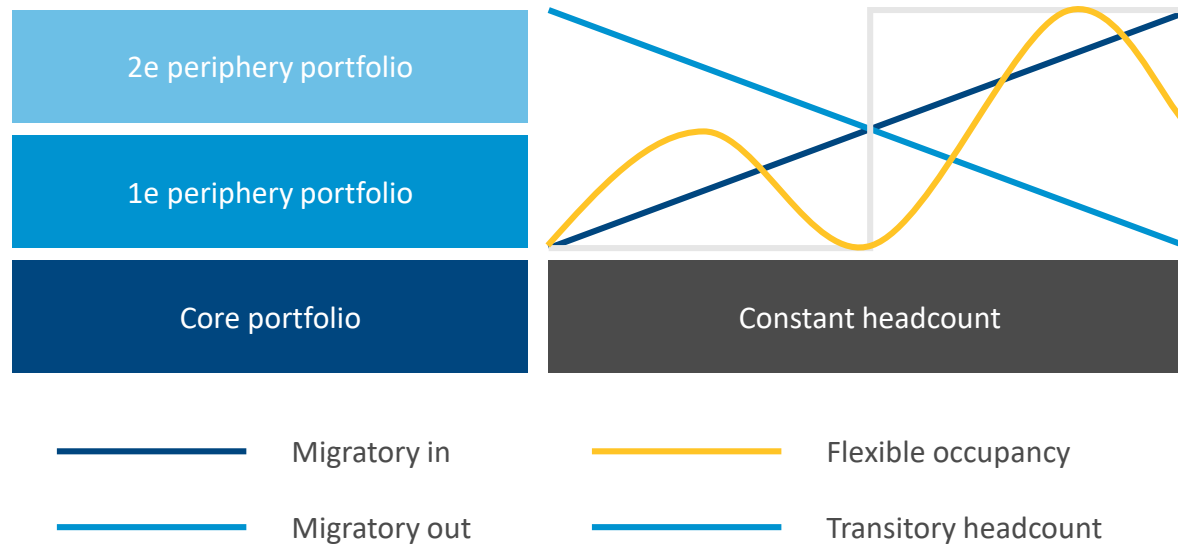 2e periphery portfolio
1e periphery portfolio
Core portfolio
Constant headcount
Migratory in
Flexible occupancy
Migratory out
Transitory headcount